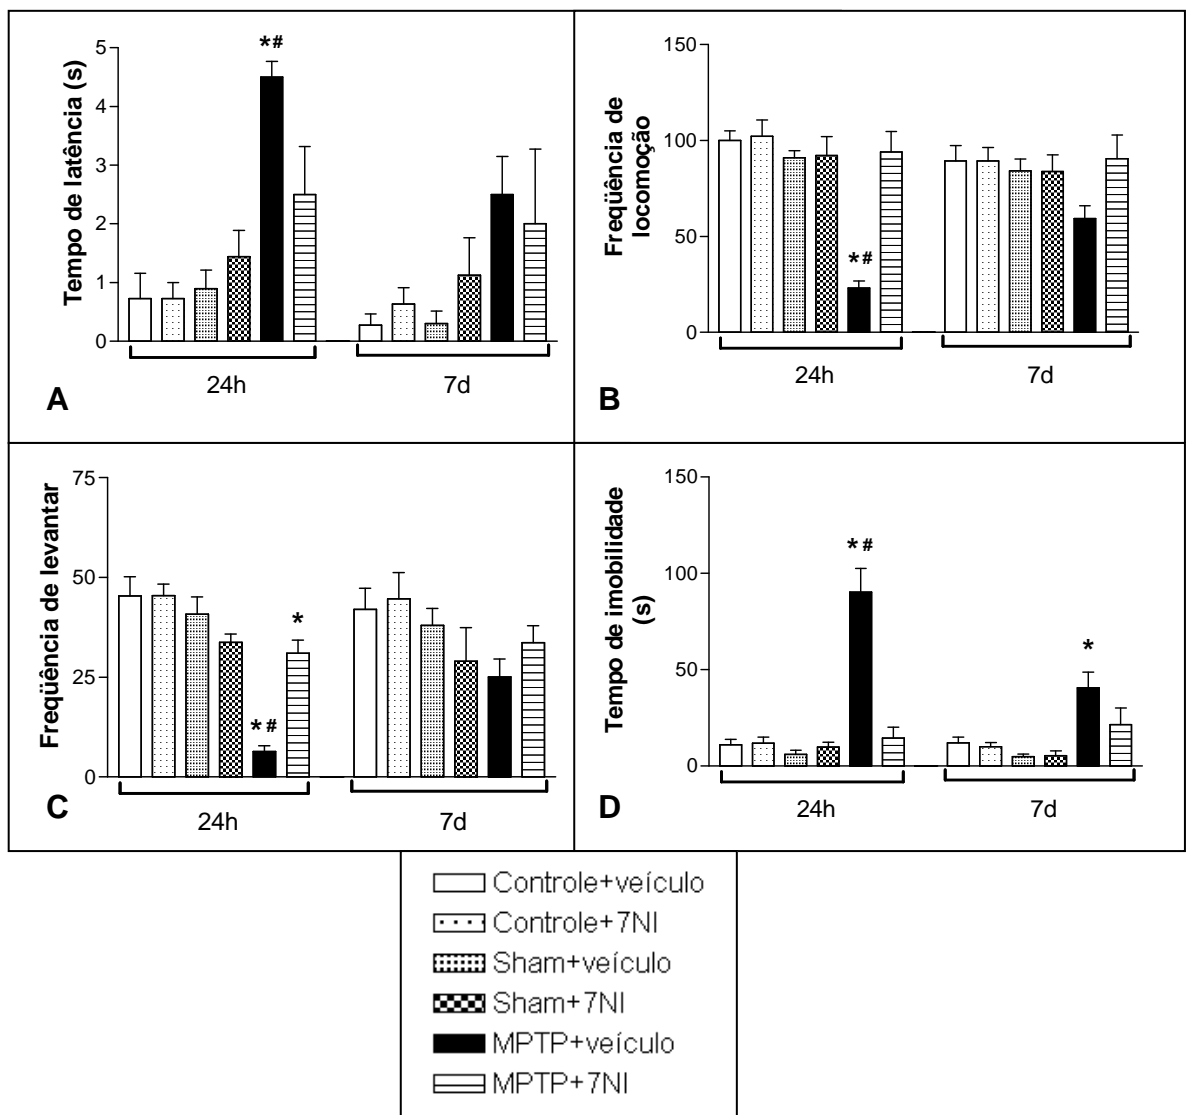 Tempo de latência (s)
5
4
3
2
1
0
*#
24h
7d
A
Freqüência de
locomoção
150
100
50
0
*#
24h
7d
B
Freqüência de levantar
75
50
25
0
*#
*
24h
7d
C
Tempo de imobilidade
(s)
150
100
50
0
*#
*
24h
7d
D
Controle+veículo
Controle+7NI
Sham+veículo
Sham+7NI
MPTP+veículo
MPTP+7NI